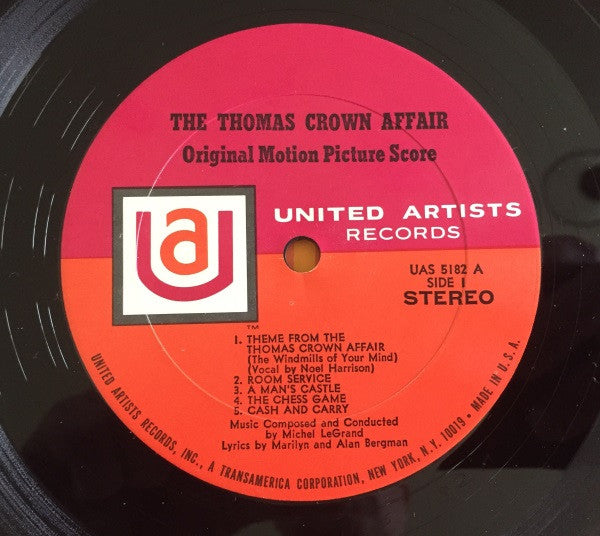 THE THOMAS CROWN AFFAIR
Original Motion Picture Score
ua
UNITED ARTISTS
RECORDS
UAS 5182 A
SIDE 1
STEREO
TM
1. THEME FROM THE
THOMAS CROWN AFFAIR
(The Windmills of Your Mind)
(Vocal by Noel Harrison)
2. ROOM SERVICE
3. A MAN'S CASTLE
4. THE CHESS GAME
5. CASH AND CARRY
Music Composed and Conducted
by Michel LeGrand
Lyrics by Marilyn and Alan Bergman
UNITED ARTISTS RECORDS, INC., A TRANSAMERICA CORPORATION, NEW YORK, N.Y. 10019 • MADE IN U.S.A.